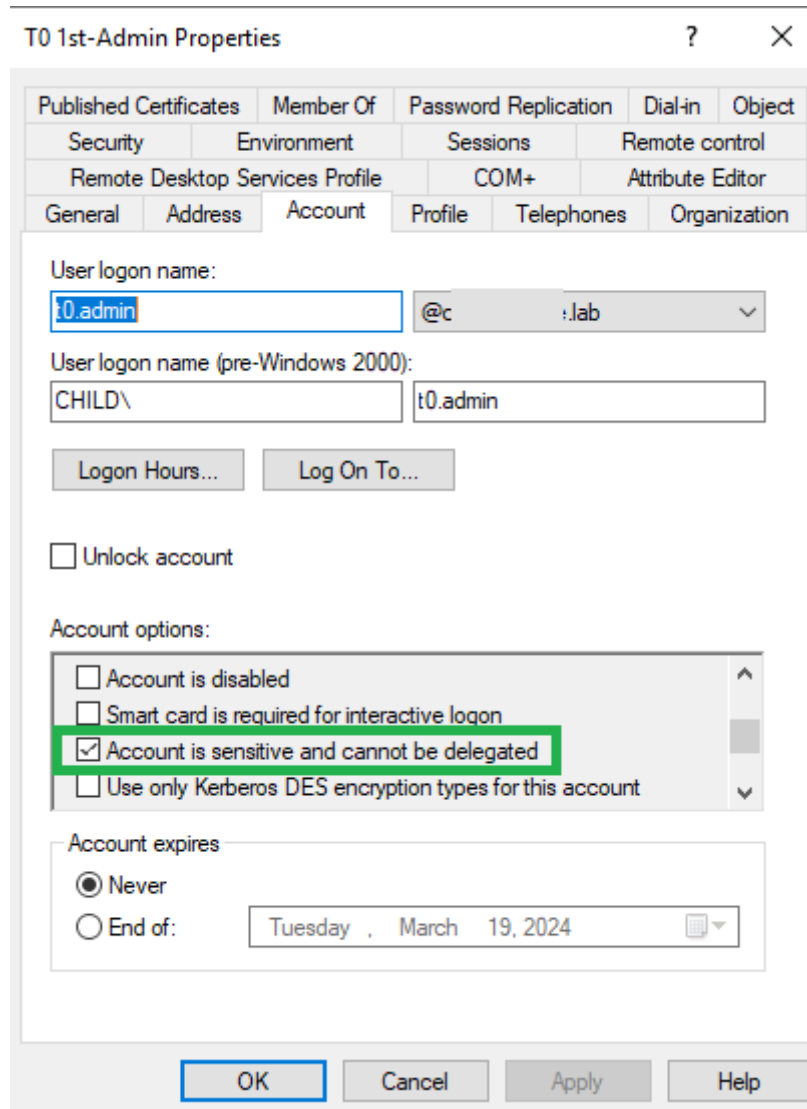 T0 1st-Admin Properties ? X
Published Certificates Member Of Password Replication Dial-in Object
Security Environment Sessions Remote control
Remote Desktop Services Profile COM+ Attribute Editor
General Address Account Profile Telephones Organization
User logon name:
t0.admin @c .lab
User logon name (pre-Windows 2000):
CHILD\ t0.admin
Logon Hours... Log On To...
Unlock account
Account options:
Account is disabled
Smart card is required for interactive logon
Account is sensitive and cannot be delegated
Use only Kerberos DES encryption types for this account
Account expires
Never
End of: Tuesday , March 19, 2024
OK Cancel Apply Help